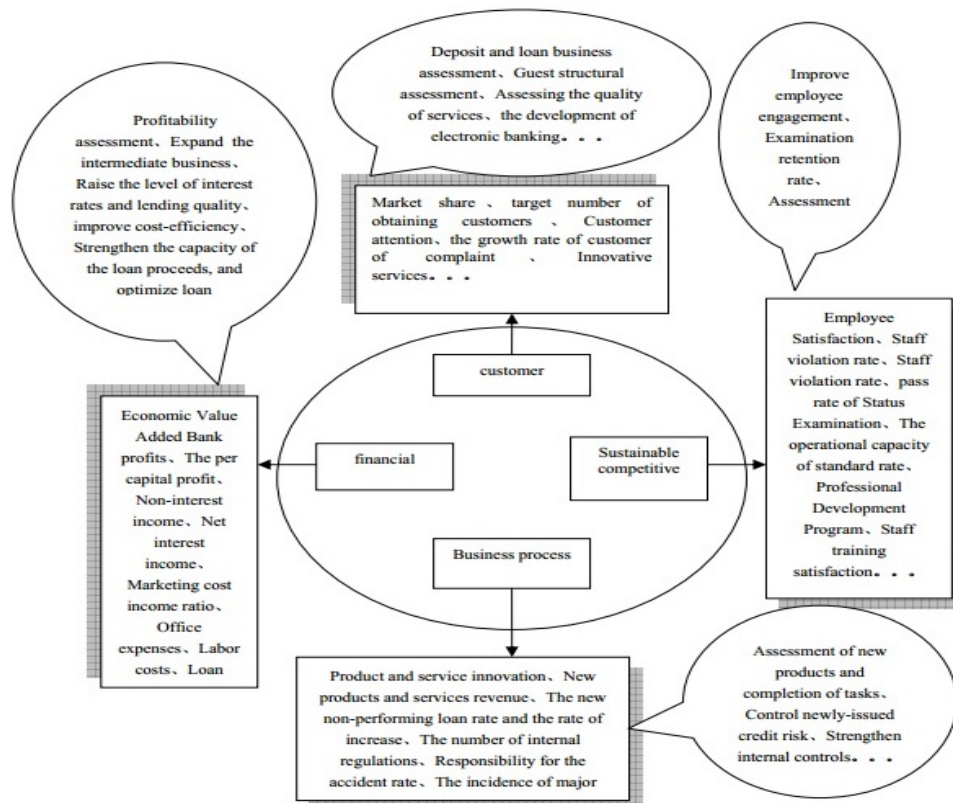 Deposit and loan business
assessment、Guest structural
assessment、Assessing the quality
of services、the development of
electronic banking。。。
Improve
employee
engagement、
Examination
retention
rate、
Assessment
Profitability
assessment、Expand the
intermediate business、
Raise the level of interest
rates and lending quality、
improve cost-efficiency、
Strengthen the capacity of
the loan proceeds, and
optimize loan
Market share 、target number of
obtaining customers 、Customer
attention、the growth rate of customer
of complaint 、Innovative
services。。。
Employee
Satisfaction、Staff
violation rate、Staff
violation rate、pass
rate of Status
Examination、The
operational capacity
of standard rate、
Professional
Development
Program、Staff
training
satisfaction。。。
customer
Economic Value
Added Bank
profits、The per
capital profit、
Non-interest
income、Net
interest
income、
Marketing cost
income ratio、
Office
expenses、Labor
costs、Loan
financial
Sustainable
competitive
Business process
Product and service innovation、New
products and services revenue、The new
non-performing loan rate and the rate of
increase、The number of internal
regulations、Responsibility for the
accident rate、The incidence of major
Assessment of new
products and
completion of tasks、
Control newly-issued
credit risk、Strengthen
internal controls。。。